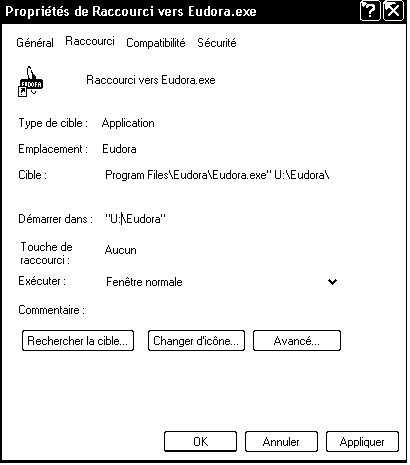 Propriétés de Raccourci vers Eudora.exe
Général Raccourci Compatibilité Sécurité
EUDORA
Raccourci vers Eudora.exe
Type de cible : Application
Emplacement : Eudora
Cible : Program Files\Eudora\Eudora.exe" U:\Eudora\
Démarrer dans : "U:\Eudora"
Touche de raccourci : Aucun
Exécuter : Fenêtre normale
Commentaire :
Rechercher la cible... Changer d'icône... Avancé...
OK Annuler Appliquer